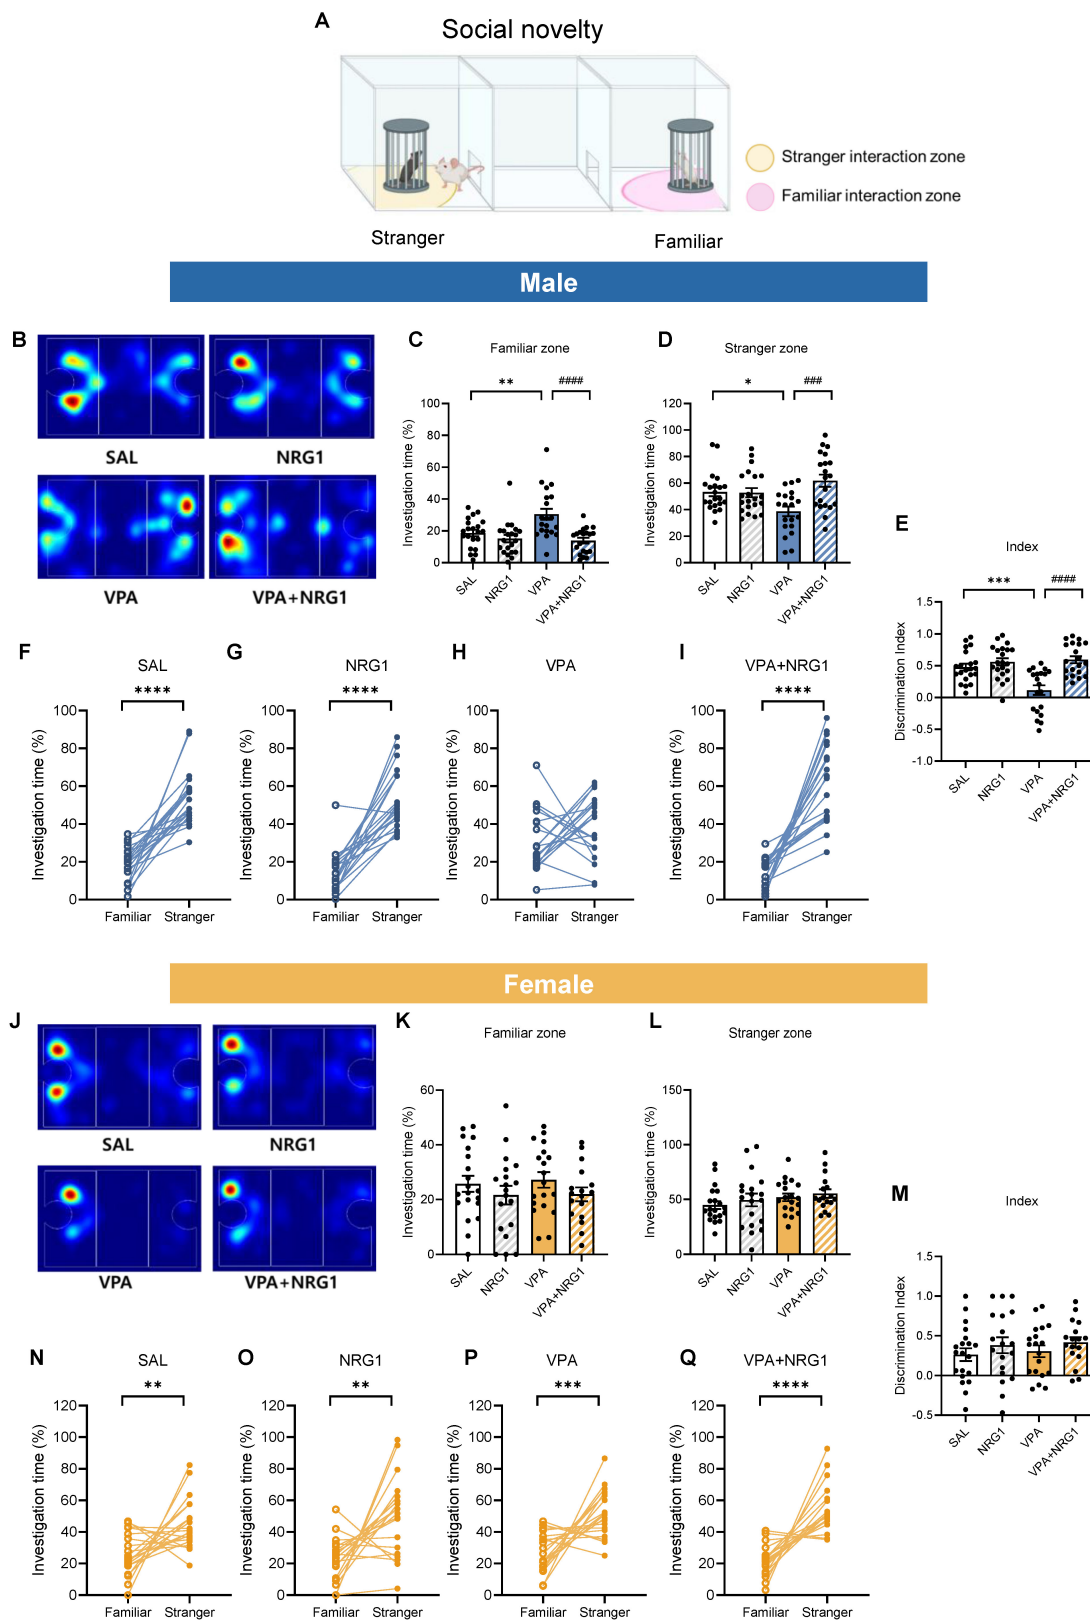 A
Social novelty
Stranger interaction zone
Familiar interaction zone
Stranger
Familiar
Male
B
SAL
NRG1
VPA
VPA+NRG1
C
Familiar zone
**
####
Investigation time (%)
100
80
60
40
20
0
SAL
NRG1
VPA
VPA+NRG1
D
Stranger zone
*
###
Investigation time (%)
120
100
80
60
40
20
0
SAL
NRG1
VPA
VPA+NRG1
E
Index
***
####
Discrimination Index
1.5
1.0
0.5
0.0
-0.5
-1.0
SAL
NRG1
VPA
VPA+NRG1
F
SAL
****
Investigation time (%)
100
80
60
40
20
0
Familiar
Stranger
G
NRG1
****
Investigation time (%)
100
80
60
40
20
0
Familiar
Stranger
H
VPA
Investigation time (%)
100
80
60
40
20
0
Familiar
Stranger
I
VPA+NRG1
****
Investigation time (%)
100
80
60
40
20
0
Familiar
Stranger
Female
J
SAL
NRG1
VPA
VPA+NRG1
K
Familiar zone
Investigation time (%)
60
40
20
0
SAL
NRG1
VPA
VPA+NRG1
L
Stranger zone
Investigation time (%)
150
100
50
0
SAL
NRG1
VPA
VPA+NRG1
M
Index
Discrimination Index
1.5
1.0
0.5
0.0
-0.5
SAL
NRG1
VPA
VPA+NRG1
N
SAL
**
Investigation time (%)
120
100
80
60
40
20
0
Familiar
Stranger
O
NRG1
**
Investigation time (%)
120
100
80
60
40
20
0
Familiar
Stranger
P
VPA
***
Investigation time (%)
120
100
80
60
40
20
0
Familiar
Stranger
Q
VPA+NRG1
****
Investigation time (%)
120
100
80
60
40
20
0
Familiar
Stranger